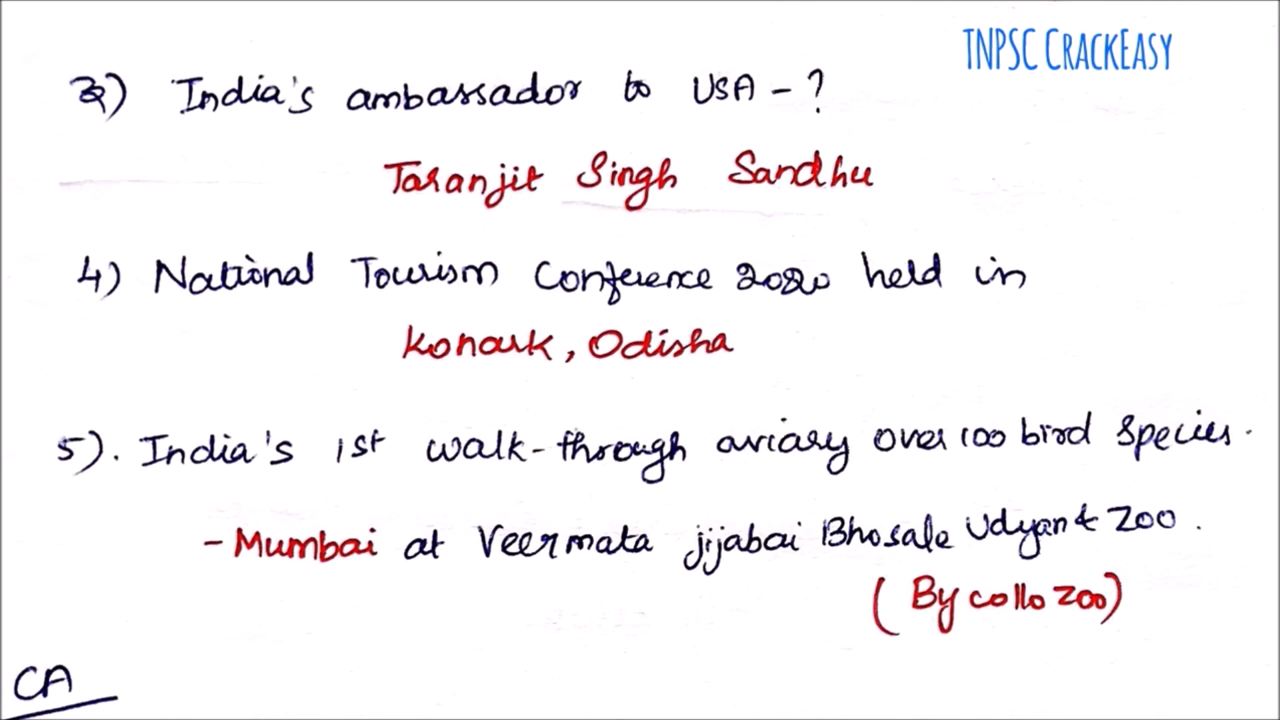 TNPSC CrackEasy
3) India's ambassador to USA - ?
Taranjit Singh Sandhu
4) National Tourism Conference 2020 held in
Konark, Odisha
5). India's 1st walk-through aviary over 100 bird species.
- Mumbai at Veermata jijabai Bhosale Udyan & Zoo.
(Bycollo zoo)
CA